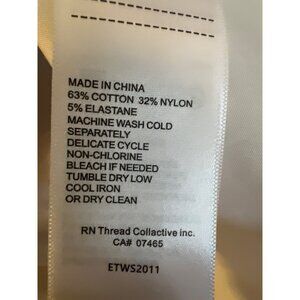 MADE IN CHINA
63% COTTON 32% NYLON
5% ELASTANE
MACHINE WASH COLD
SEPARATELY
DELICATE CYCLE
NON-CHLORINE
BLEACH IF NEEDED
TUMBLE DRY LOW
COOL IRON
OR DRY CLEAN
RN Thread Collactive inc.
CA# 07465
ETWS2011